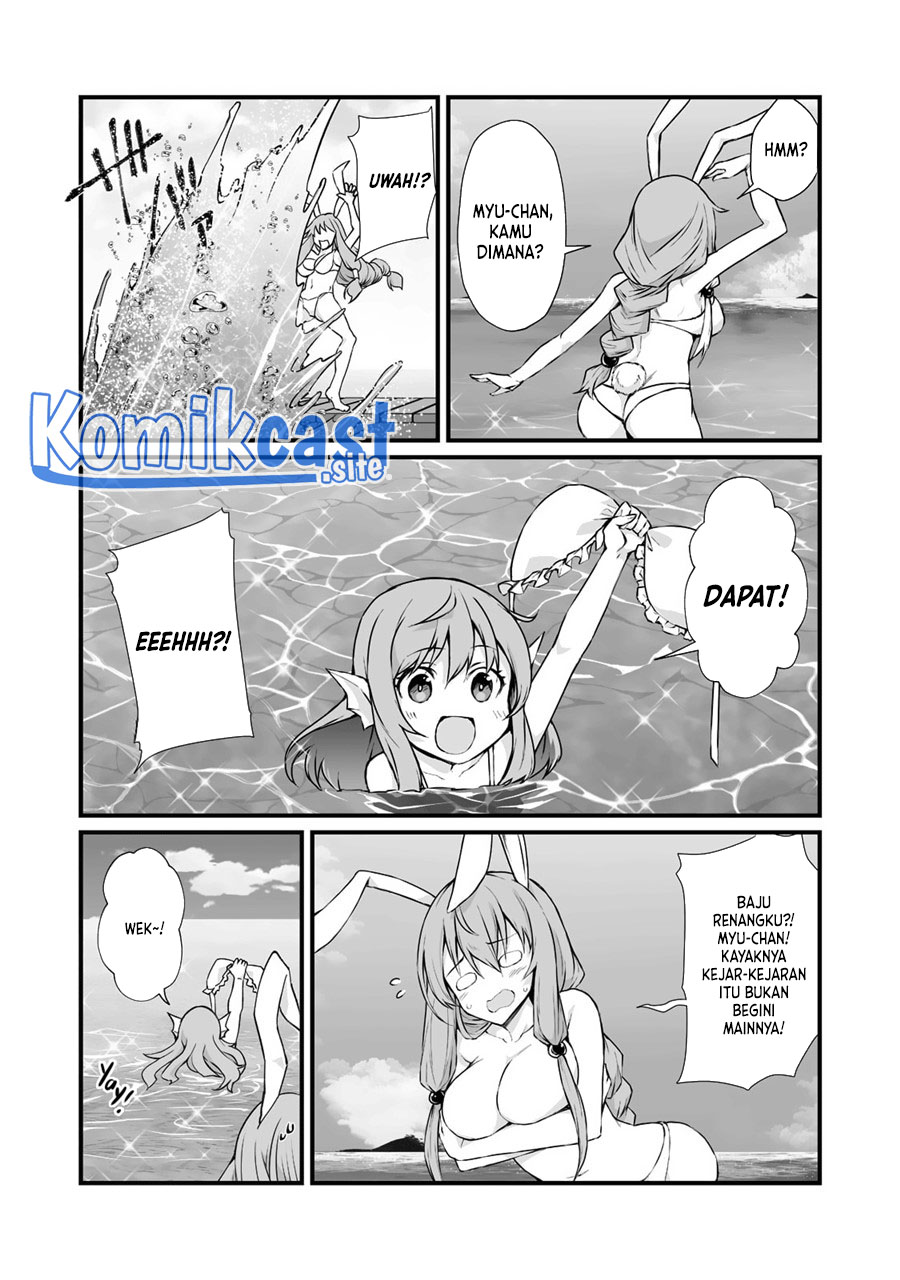 HMM?
MYU-CHAN,
KAMU
DIMANA?
UWAH!?
Komikcast
.site
DAPAT!
EEEHHH?!
BAJU
RENANGKU?!
MYU-CHAN!
KAYAKNYA
KEJAR-KEJARAN
ITU BUKAN
BEGINI
MAINNYA!
WEK~!
Yay!